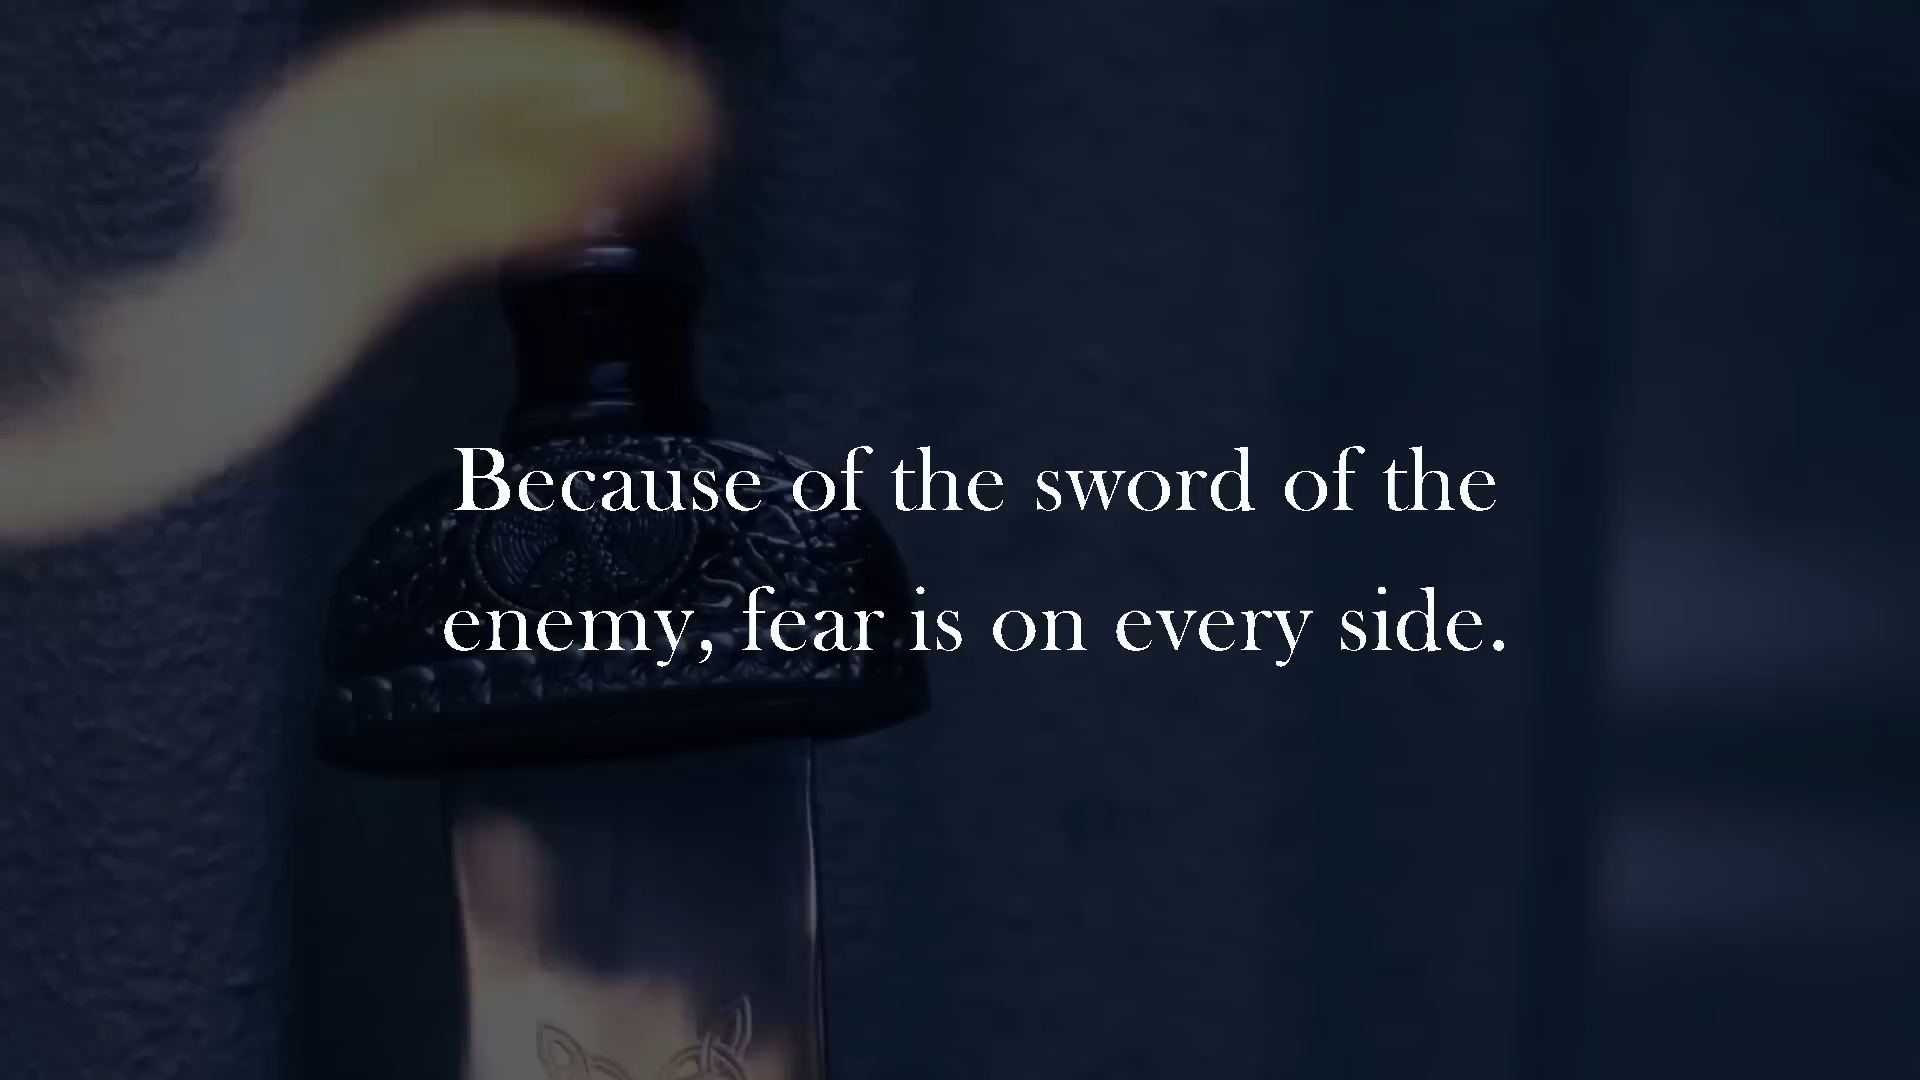 Because of the sword of the
enemy, fear is on every side.